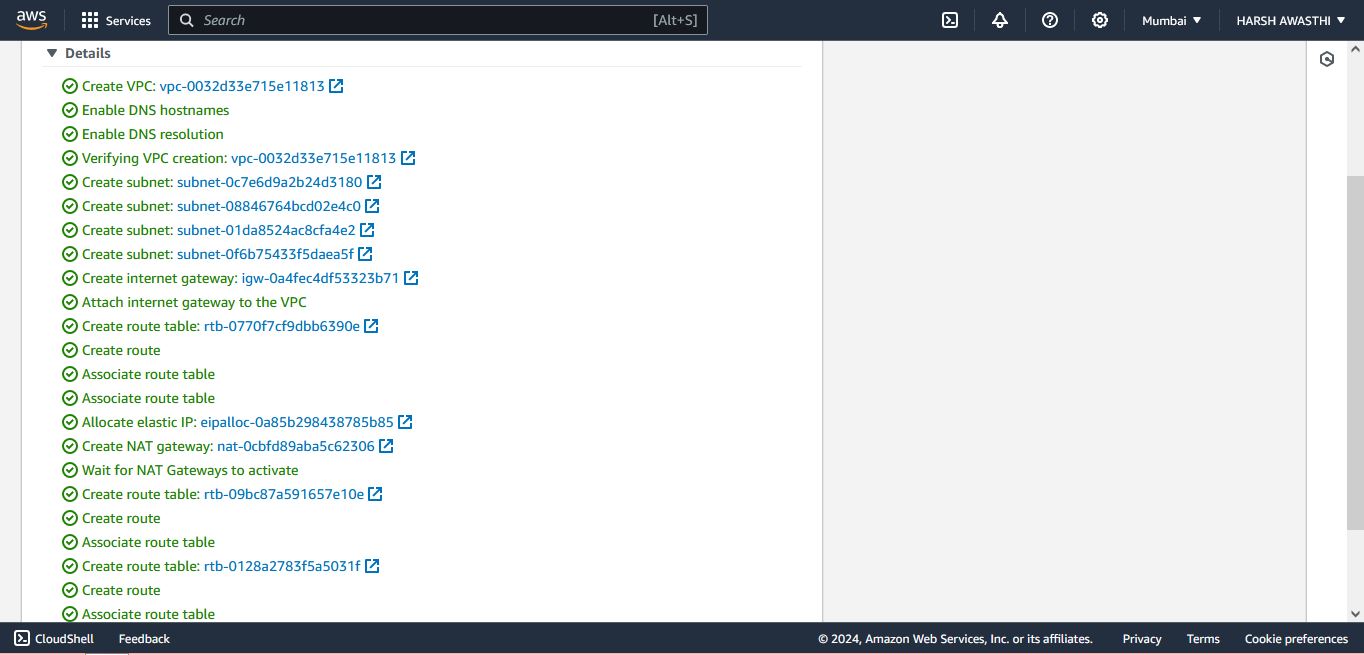 aws Services Search [Alt+S] Mumbai HARSH AWASTHI
Details
Create VPC: vpc-0032d33e715e11813
Enable DNS hostnames
Enable DNS resolution
Verifying VPC creation: vpc-0032d33e715e11813
Create subnet: subnet-0c7e6d9a2b24d3180
Create subnet: subnet-08846764bcd02e4c0
Create subnet: subnet-01da8524ac8cfa4e2
Create subnet: subnet-0f6b75433f5daea5f
Create internet gateway: igw-0a4fec4df53323b71
Attach internet gateway to the VPC
Create route table: rtb-0770f7cf9dbb6390e
Create route
Associate route table
Associate route table
Allocate elastic IP: eipalloc-0a85b298438785b85
Create NAT gateway: nat-0cbfd89aba5c62306
Wait for NAT Gateways to activate
Create route table: rtb-09bc87a591657e10e
Create route
Associate route table
Create route table: rtb-0128a2783f5a5031f
Create route
Associate route table
CloudShell Feedback © 2024, Amazon Web Services, Inc. or its affiliates. Privacy Terms Cookie preferences